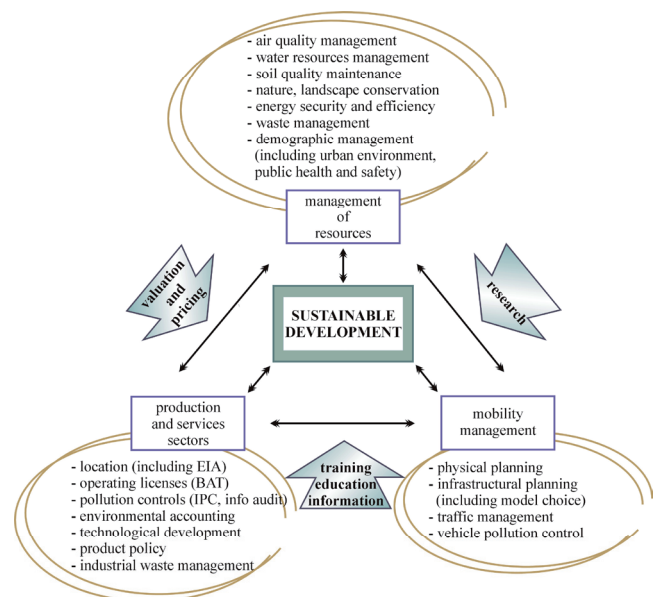 - air quality management
- water resources management
- soil quality maintenance
- nature, landscape conservation
- energy security and efficiency
- waste management
- demographic management
(including urban environment,
public health and safety)
management
of
resources
valuation
and
pricing
research
SUSTAINABLE
DEVELOPMENT
production
and services
sectors
mobility
management
- location (including EIA)
- operating licenses (BAT)
- pollution controls (IPC, info audit)
- environmental accounting
- technological development
- product policy
- industrial waste management
training
education
information
- physical planning
- infrastructural planning
(including model choice)
- traffic management
- vehicle pollution control